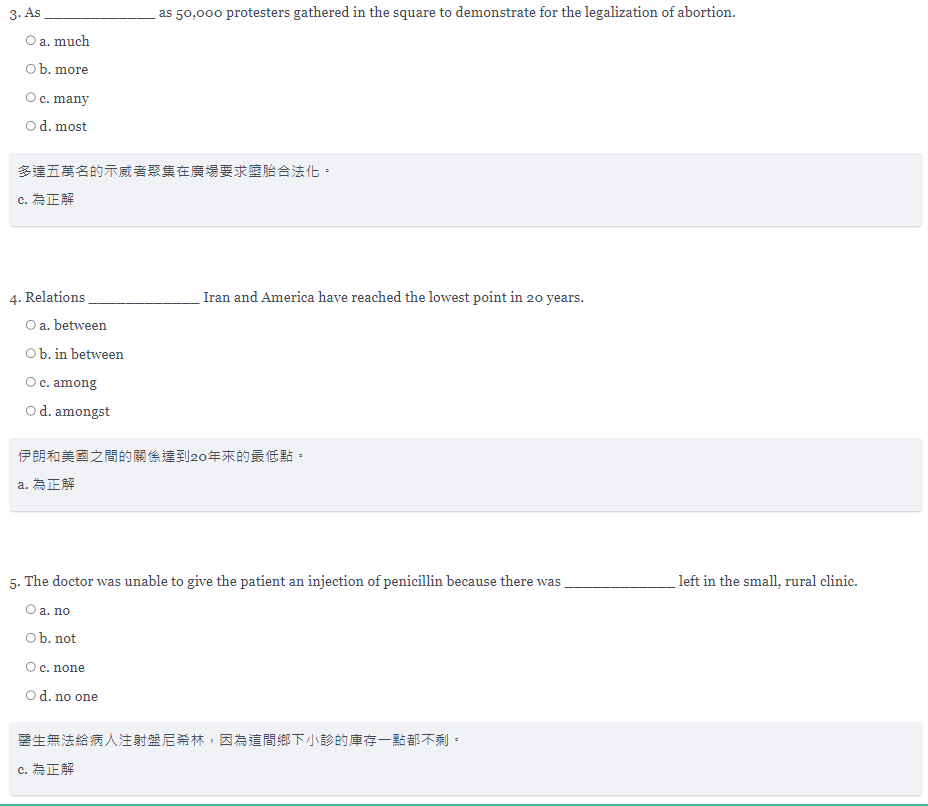 3. As _____________ as 50,000 protesters gathered in the square to demonstrate for the legalization of abortion.
a. much
b. more
c. many
d. most
多達五萬名的示威者聚集在廣場要求墮胎合法化。
c. 為正解
4. Relations _____________ Iran and America have reached the lowest point in 20 years.
a. between
b. in between
c. among
d. amongst
伊朗和美國之間的關係達到20年來的最低點。
a. 為正解
5. The doctor was unable to give the patient an injection of penicillin because there was _____________ left in the small, rural clinic.
a. no
b. not
c. none
d. no one
醫生無法給病人注射盤尼希林，因為這間鄉下小診的庫存一點都不剩。
c. 為正解